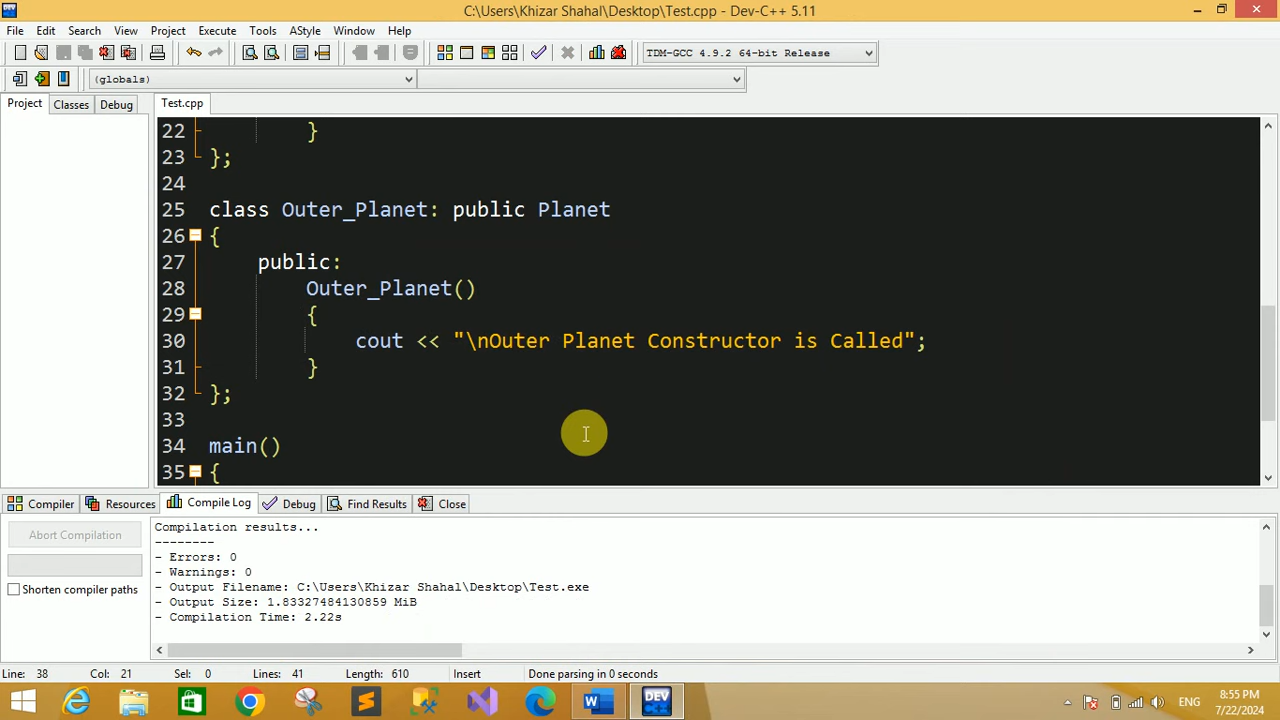 C:\Users\Khizar Shahal\Desktop\Test.cpp - Dev-C++ 5.11
File Edit Search View Project Execute Tools AStyle Window Help
TDM-GCC 4.9.2 64-bit Release
(globals)
Project Classes Debug Test.cpp
22 }
23 };
24
25 class Outer_Planet: public Planet
26 {
27 public:
28 Outer_Planet()
29 {
30 cout << "\nOuter Planet Constructor is Called";
31 }
32 };
33
34 main()
35 {
Compiler Resources Compile Log Debug Find Results Close
Abort Compilation
Shorten compiler paths
Compilation results...
--------
- Errors: 0
- Warnings: 0
- Output Filename: C:\Users\Khizar Shahal\Desktop\Test.exe
- Output Size: 1.83327484130859 MiB
- Compilation Time: 2.22s
Line: 38 Col: 21 Sel: 0 Lines: 41 Length: 610 Insert Done parsing in 0 seconds
DEV C++
ENG
8:55 PM
7/22/2024